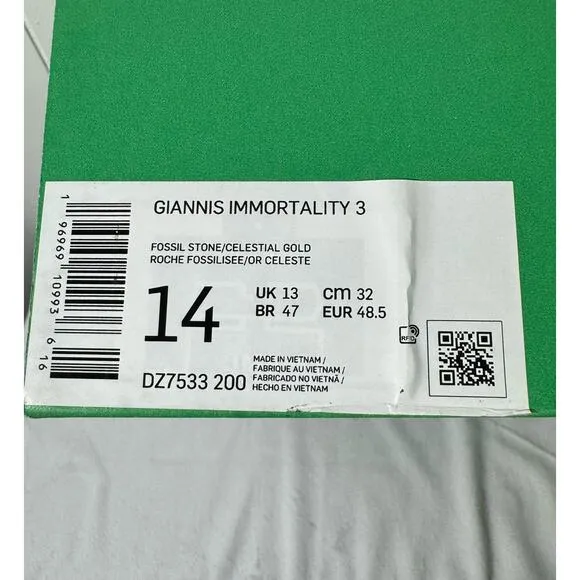 GIANNIS IMMORTALITY 3
FOSSIL STONE/CELESTIAL GOLD
ROCHE FOSSILISEE/OR CELESTE
14
UK 13 cm 32
BR 47 EUR 48.5
RFID
DZ7533 200
MADE IN VIETNAM /
FABRIQUE AU VIETNAM /
FABRICADO NO VIETNÃ /
HECHO EN VIETNAM
1 96969 10993 6 16